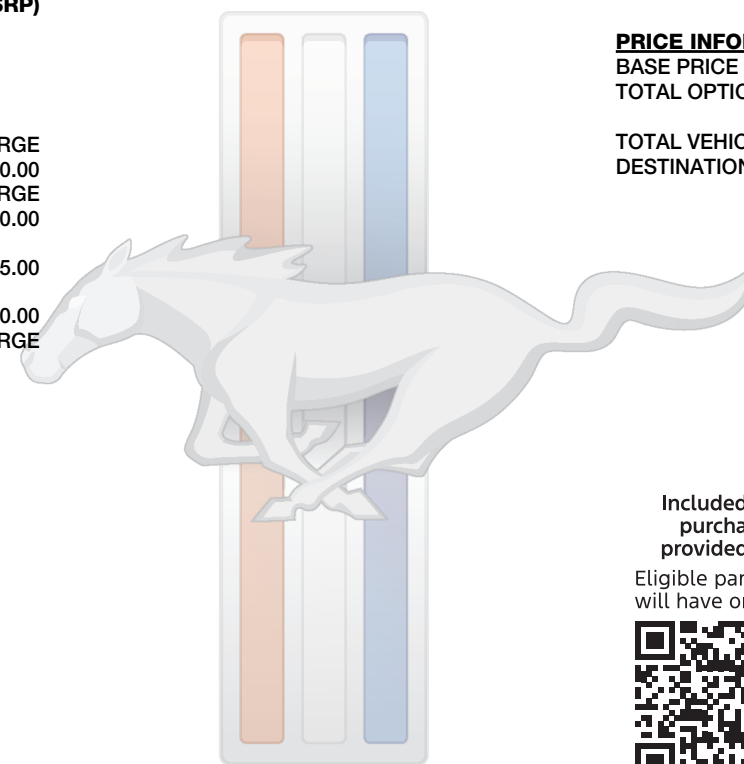 SRP)
RGE
0.00
RGE
0.00
5.00
0.00
RGE
PRICE INFO
BASE PRICE
TOTAL OPTIO
TOTAL VEHIC
DESTINATION
Included
purcha
provided
Eligible par
will have o